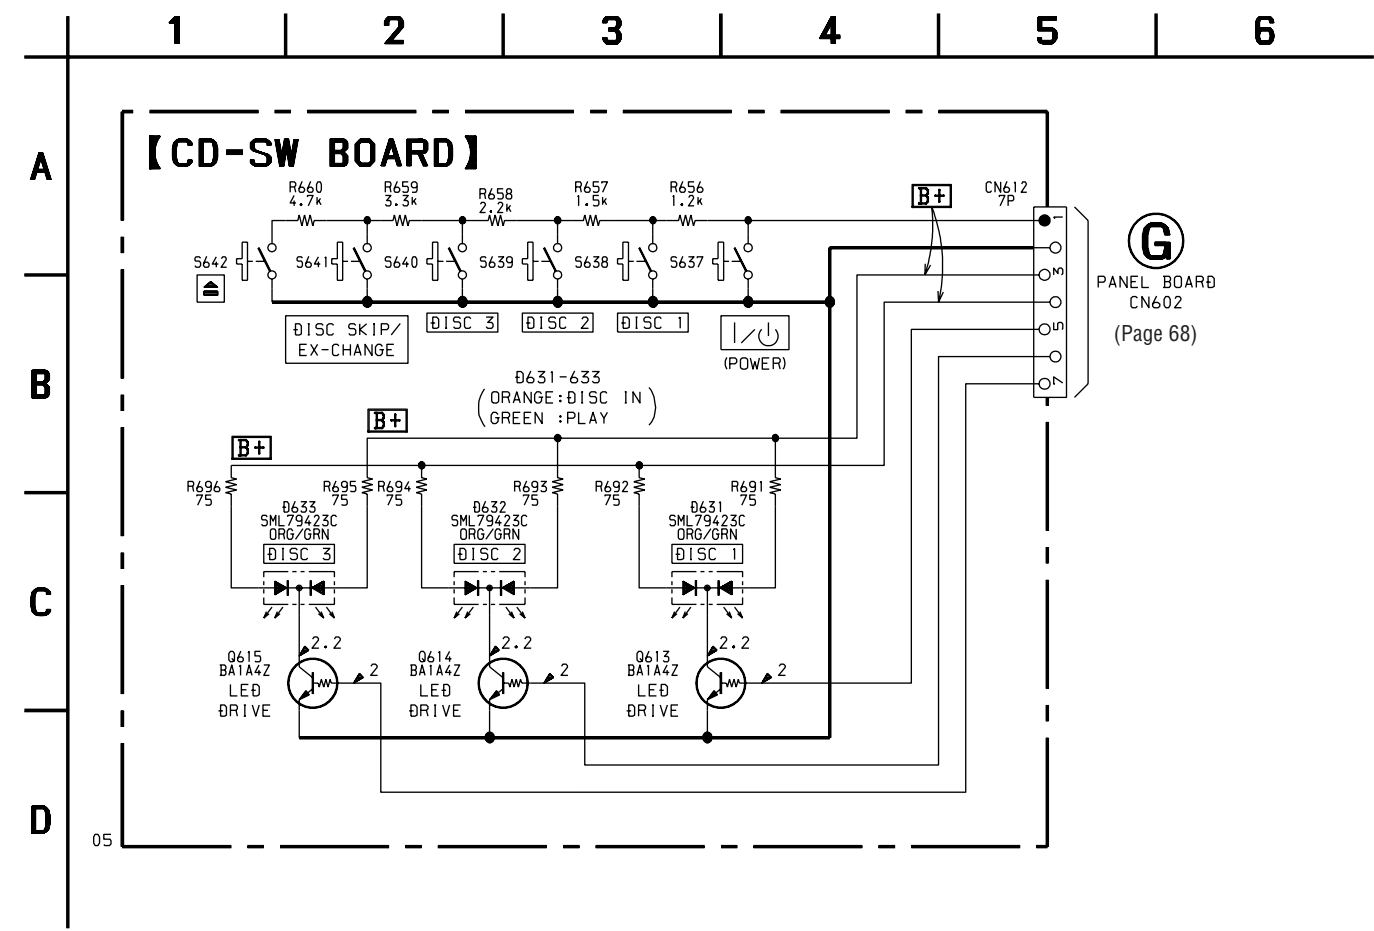 1 2 3 4 5 6
A
B
C
D
【CD-SW BOARD】
R660
4.7k
R659
3.3k
R658
2.2k
R657
1.5k
R656
1.2k
B+
CN612
7P
1
3
5
7
G
PANEL BOARD
CN602
(Page 68)
S642
S641
S640
S639
S638
S637
DISC SKIP/
EX-CHANGE
DISC 3
DISC 2
DISC 1
(POWER)
D631-633
(ORANGE:DISC IN
GREEN :PLAY)
B+
B+
R696
75
R695
75
R694
75
R693
75
R692
75
R691
75
D633
SML79423C
ORG/GRN
DISC 3
D632
SML79423C
ORG/GRN
DISC 2
D631
SML79423C
ORG/GRN
DISC 1
2.2
2.2
2.2
Q615
BA1A4Z
LED
DRIVE
2
Q614
BA1A4Z
LED
DRIVE
2
Q613
BA1A4Z
LED
DRIVE
2
05